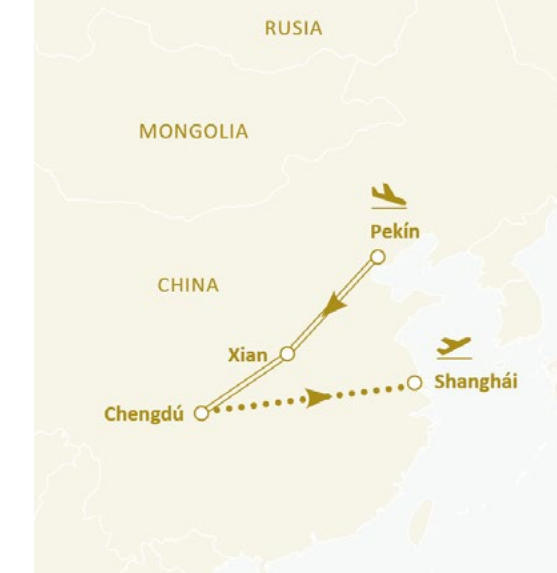 RUSIA
MONGOLIA
Pekín
CHINA
Xian
Shanghái
Chengdú